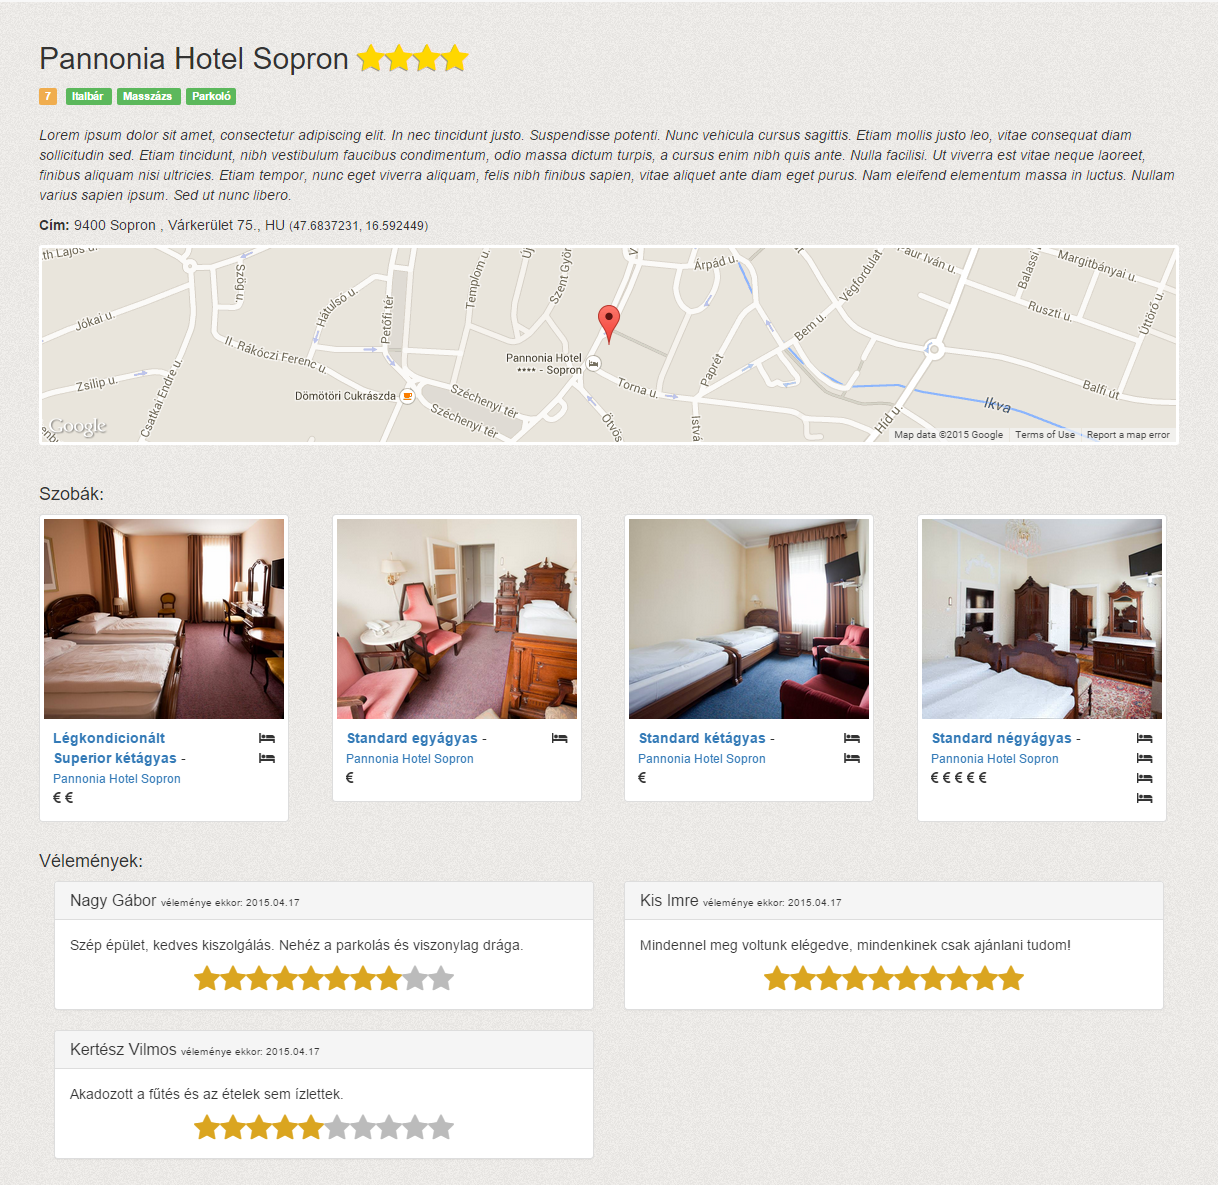 Pannonia Hotel Sopron
7 Italbár Masszázs Parkoló
Lorem ipsum dolor sit amet, consectetur adipiscing elit. In nec tincidunt justo. Suspendisse potenti. Nunc vehicula cursus sagittis. Etiam mollis justo leo, vitae consequat diam
sollicitudin sed. Etiam tincidunt, nibh vestibulum faucibus condimentum, odio massa dictum turpis, a cursus enim nibh quis ante. Nulla facilisi. Ut viverra est vitae neque laoreet,
finibus aliquam nisi ultricies. Etiam tempor, nunc eget viverra aliquam, felis nibh finibus sapien, vitae aliquet ante diam eget purus. Nam eleifend elementum massa in luctus. Nullam
varius sapien ipsum. Sed ut nunc libero.
Cím: 9400 Sopron , Várkerület 75., HU (47.6837231, 16.592449)
th Lajos u.
Szög u.
Jókai u.
Zsilip u.
Csatkai Endre u.
II. Rákóczi Ferenc u.
Hátulsó u.
Petőfi tér
Templom u.
Új
Szent Györ
V
Árpád u.
Végfordulat
Faur Iván u.
Balassi
Margitbányai u.
Ruszti u.
Úttörő u.
Bem u.
Paprét
Pannonia Hotel
**** - Sopron
Torna u.
Dömötöri Cukrászda
Széchenyi tér
Széchenyi tér
Ötvös
Istvá
Híd u.
Ikva
Balfi út
Google
Map data ©2015 Google Terms of Use Report a map error
Szobák:
Légkondicionált
Superior kétágyas -
Pannonia Hotel Sopron
€ €
Standard egyágyas -
Pannonia Hotel Sopron
€
Standard kétágyas -
Pannonia Hotel Sopron
€
Standard négyágyas -
Pannonia Hotel Sopron
€ € € € €
Vélemények:
Nagy Gábor véleménye ekkor: 2015.04.17
Szép épület, kedves kiszolgálás. Nehéz a parkolás és viszonylag drága.
Kis Imre véleménye ekkor: 2015.04.17
Mindennel meg voltunk elégedve, mindenkinek csak ajánlani tudom!
Kertész Vilmos véleménye ekkor: 2015.04.17
Akadozott a fűtés és az ételek sem ízlettek.